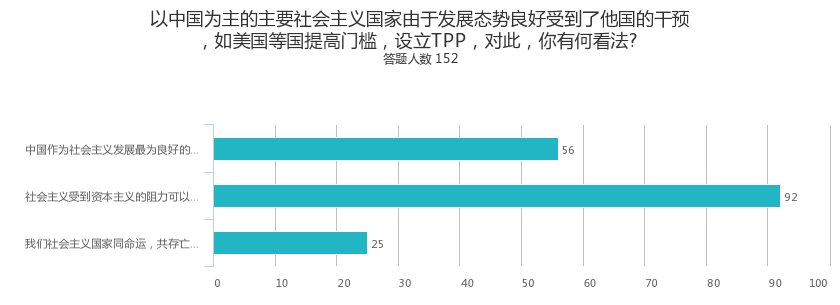 以中国为主的主要社会主义国家由于发展态势良好受到了他国的干预
，如美国等国提高门槛，设立TPP，对此，你有何看法?
答题人数 152
中国作为社会主义发展最为良好的...
56
社会主义受到资本主义的阻力可以...
92
我们社会主义国家同命运，共存亡...
25
0 10 20 30 40 50 60 70 80 90 100